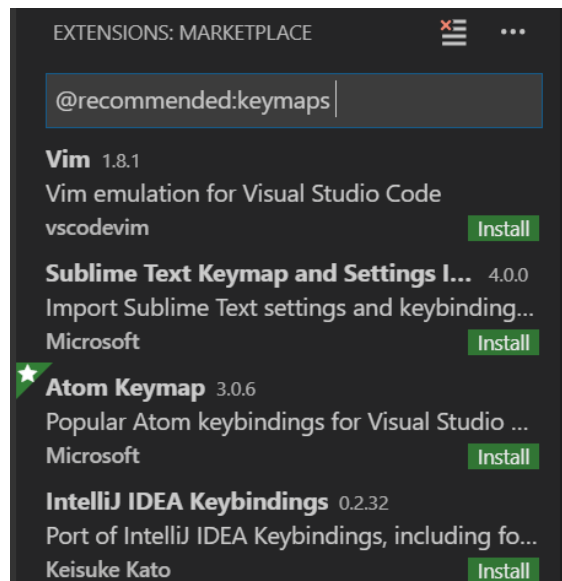 EXTENSIONS: MARKETPLACE
@recommended:keymaps
Vim 1.8.1
Vim emulation for Visual Studio Code
vscodevim Install
Sublime Text Keymap and Settings I... 4.0.0
Import Sublime Text settings and keybinding...
Microsoft Install
Atom Keymap 3.0.6
Popular Atom keybindings for Visual Studio ...
Microsoft Install
IntelliJ IDEA Keybindings 0.2.32
Port of IntelliJ IDEA Keybindings, including fo...
Keisuke Kato Install